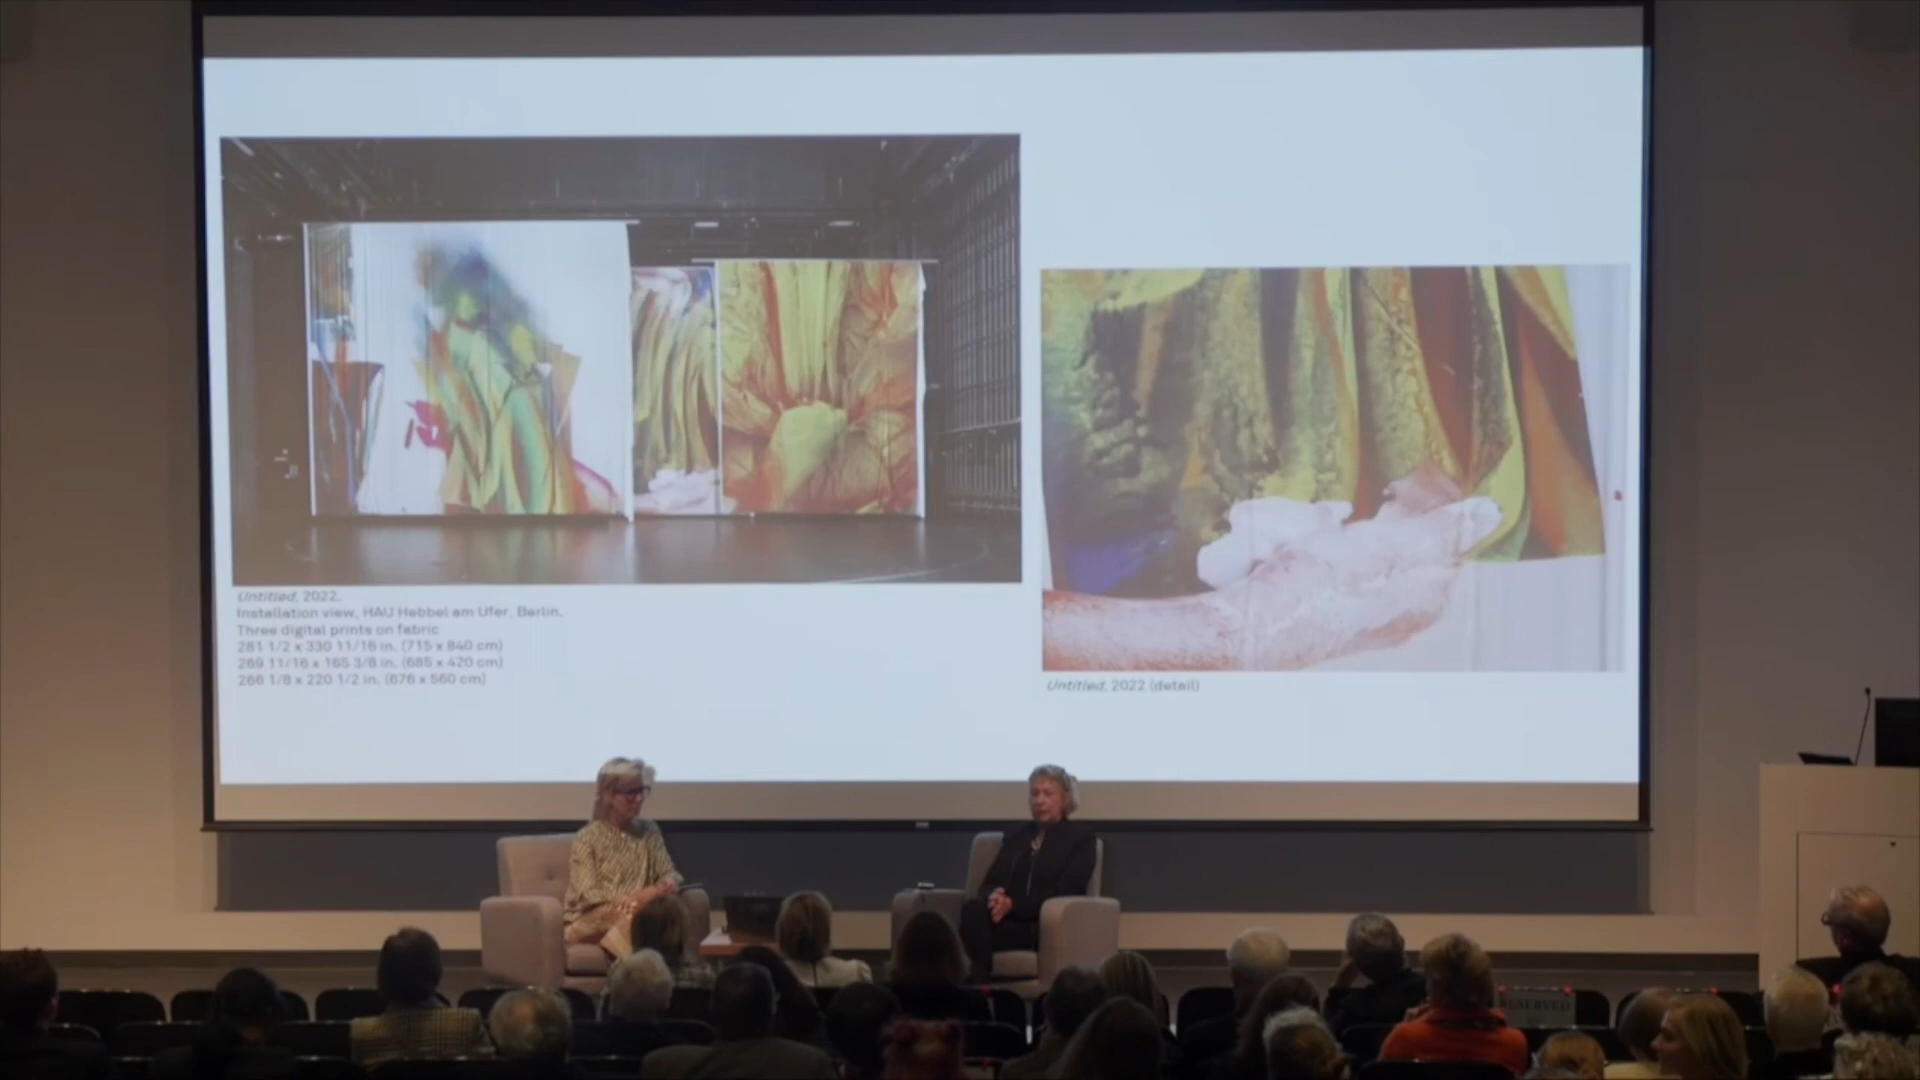 Untitled, 2022,
Installation view, HAU Hebbel am Ufer, Berlin.
Three digital prints on fabric
281 1/2 x 330 11/16 in. (715 x 840 cm)
269 11/16 x 165 3/8 in. (685 x 420 cm)
266 1/8 x 220 1/2 in. (676 x 560 cm)
Untitled, 2022 (detail)
RESERVED